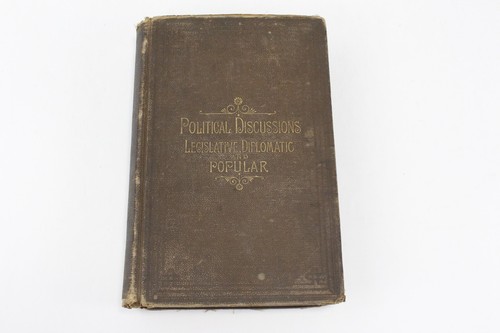 POLITICAL DISCUSSIONS
LEGISLATIVE DIPLOMATIC
AND
POPULAR